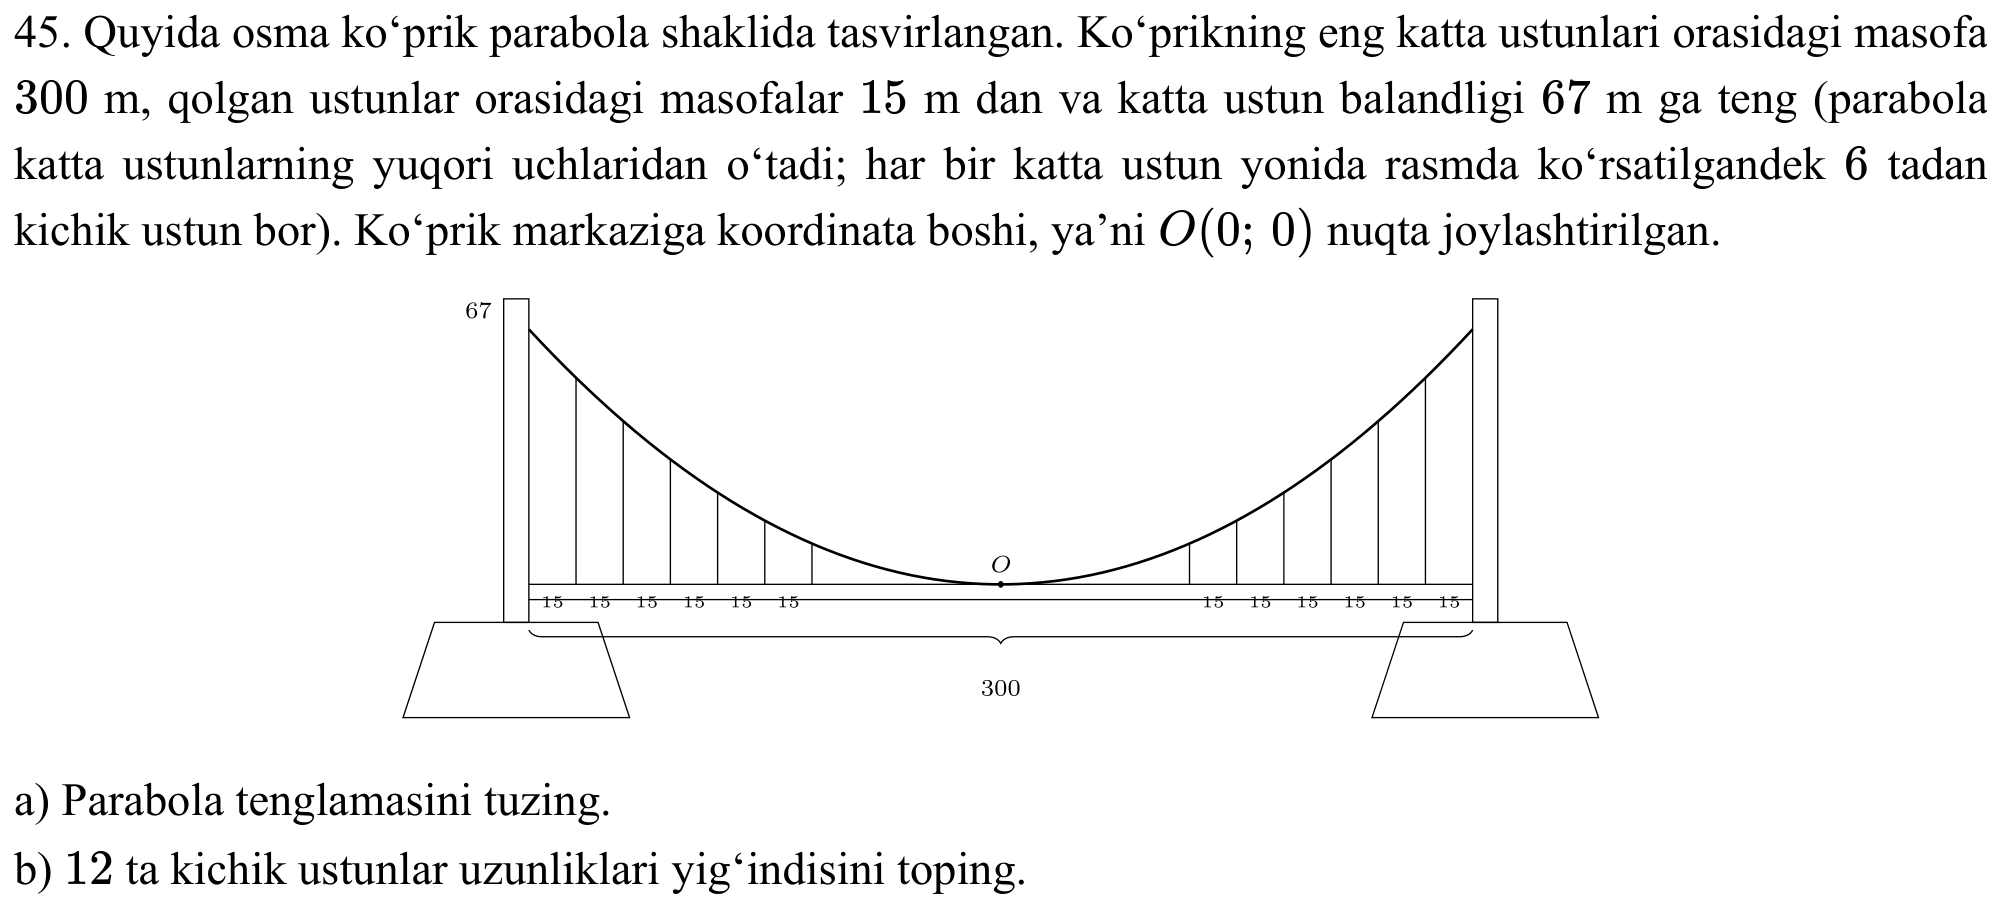 45. Quyida osma ko‘prik parabola shaklida tasvirlangan. Ko‘prikning eng katta ustunlari orasidagi masofa
300 m, qolgan ustunlar orasidagi masofalar 15 m dan va katta ustun balandligi 67 m ga teng (parabola
katta ustunlarning yuqori uchlaridan o‘tadi; har bir katta ustun yonida rasmda ko‘rsatilgandek 6 tadan
kichik ustun bor). Ko‘prik markaziga koordinata boshi, ya’ni O(0; 0) nuqta joylashtirilgan.
67
O
15 15 15 15 15 15 15 15 15 15 15 15
300
a) Parabola tenglamasini tuzing.
b) 12 ta kichik ustunlar uzunliklari yig‘indisini toping.